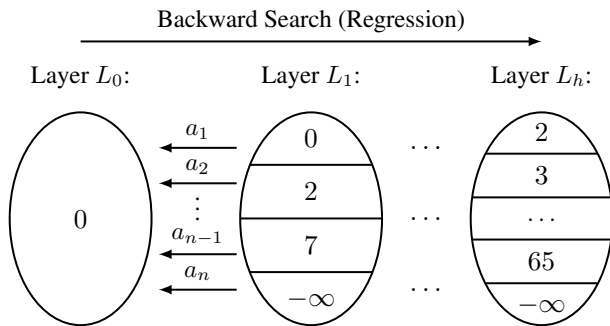 Backward Search (Regression)
Layer L₀: Layer L₁: Layer Lₕ:
a₁ 0 ... 2
a₂ 3
0 ⋮ 2 ... ...
aₙ₋₁ 7 65
aₙ −∞ ... −∞